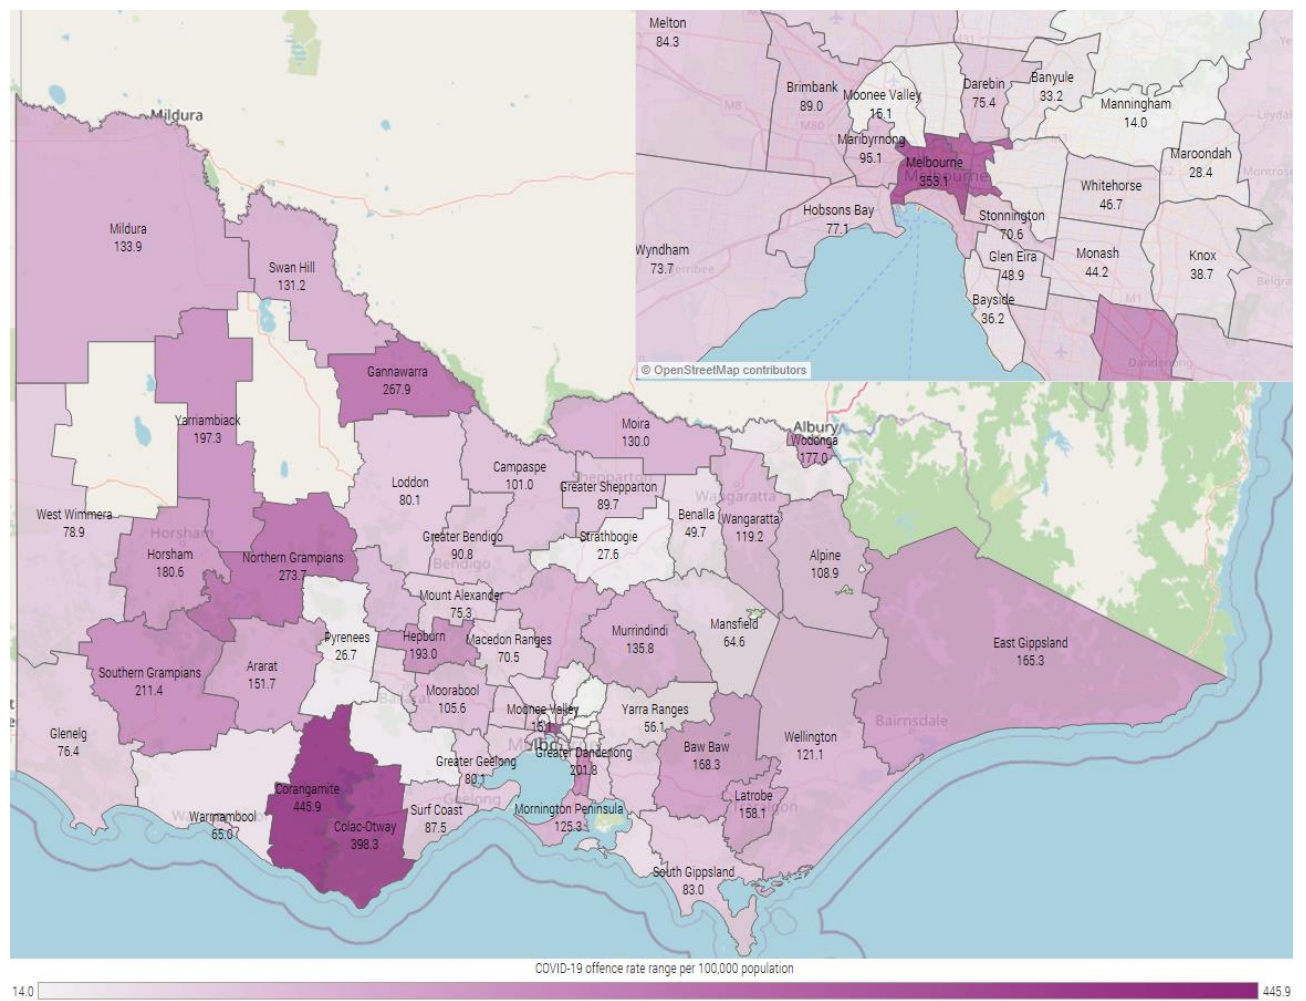 Melton
84.3
Brimbank
89.0
Moonee Valley
15.1
Darebin
75.4
Banyule
33.2
Manningham
14.0
Maribyrnong
95.1
Melbourne
353.1
Maroondah
28.4
Whitehorse
46.7
Hobsons Bay
77.1
Stonnington
70.6
Wyndham
73.7
Glen Eira
48.9
Monash
44.2
Knox
38.7
Bayside
36.2
M8
M80
M1
Dandenong
Montrose
© OpenStreetMap contributors
Mildura
Mildura
133.9
Swan Hill
131.2
Gannawarra
267.9
Yarriambiack
197.3
Moira
130.0
Albury
Wodonga
177.0
Loddon
80.1
Campaspe
101.0
Shepparton
Greater Shepparton
89.7
Wangaratta
West Wimmera
78.9
Horsham
Horsham
180.6
Northern Grampians
273.7
Greater Bendigo
90.8
Bendigo
Strathbogie
27.6
Benalla
49.7
Wangaratta
119.2
Alpine
108.9
Mount Alexander
75.3
Pyrenees
26.7
Hepburn
193.0
Macedon Ranges
70.5
Murrindindi
135.8
Mansfield
64.6
East Gippsland
165.3
Southern Grampians
211.4
Ararat
151.7
Moorabool
105.6
Moonee Valley
15.1
Yarra Ranges
56.1
Bairnsdale
Glenelg
76.4
Greater Geelong
80.1
Geelong
Greater Dandenong
201.8
Baw Baw
168.3
Wellington
121.1
Corangamite
445.9
Colac-Otway
398.3
Surf Coast
87.5
Warrnambool
65.0
Mornington Peninsula
125.3
Latrobe
158.1
South Gippsland
83.0
COVID-19 offence rate range per 100,000 population
14.0
445.9